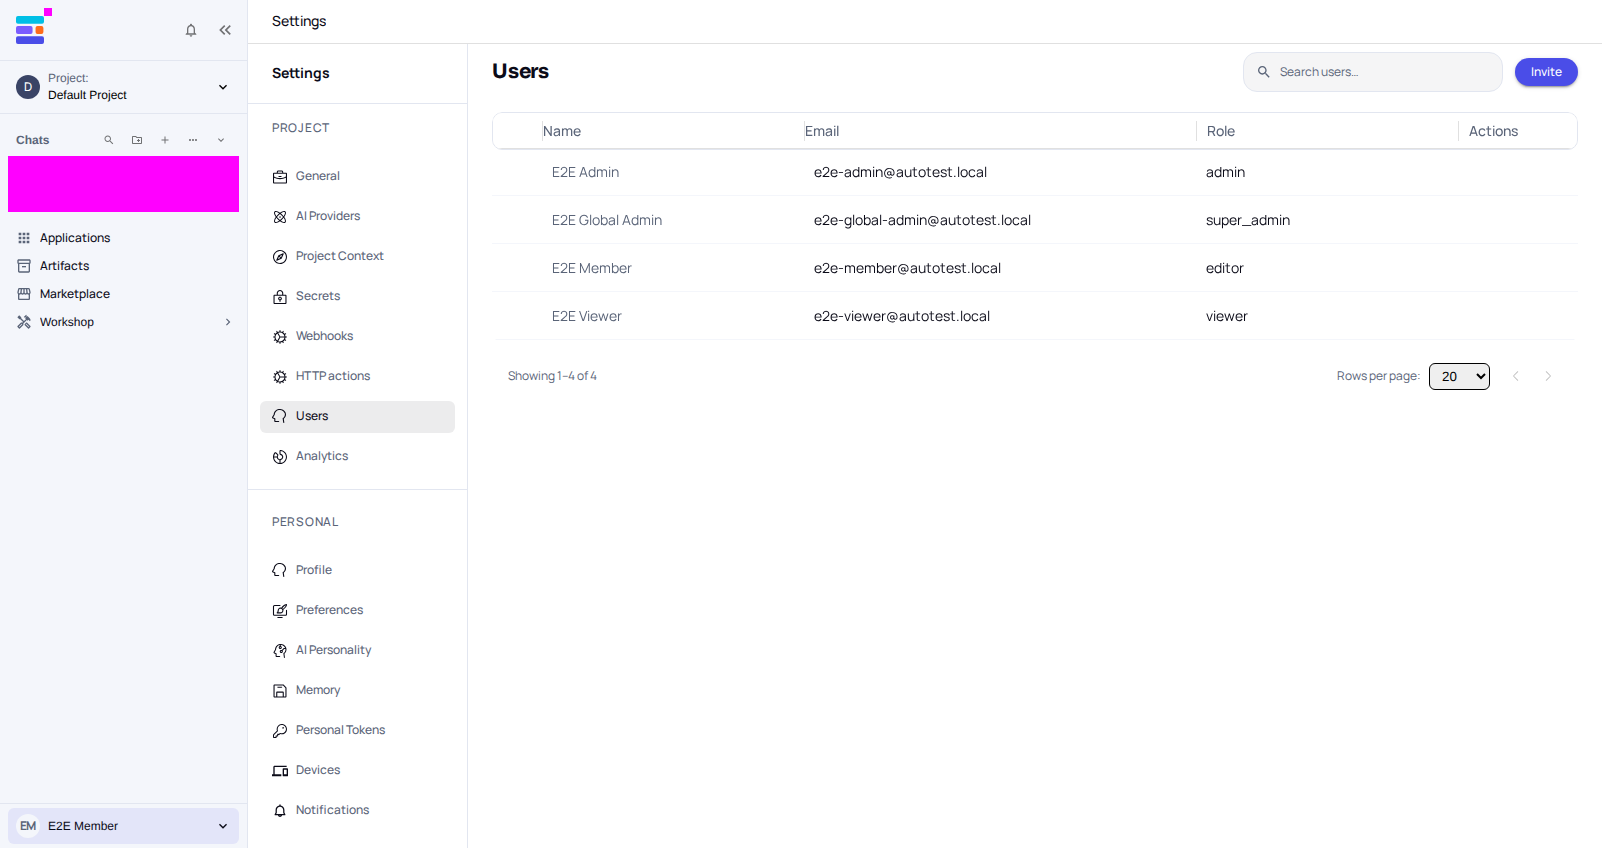 Settings
D
Project:
Default Project
Chats
Applications
Artifacts
Marketplace
Workshop
EM
E2E Member
Settings
PROJECT
General
AI Providers
Project Context
Secrets
Webhooks
HTTP actions
Users
Analytics
PERSONAL
Profile
Preferences
AI Personality
Memory
Personal Tokens
Devices
Notifications
Users
Search users...
Invite
Name Email Role Actions
E2E Admin e2e-admin@autotest.local admin
E2E Global Admin e2e-global-admin@autotest.local super_admin
E2E Member e2e-member@autotest.local editor
E2E Viewer e2e-viewer@autotest.local viewer
Showing 1–4 of 4
Rows per page: 20